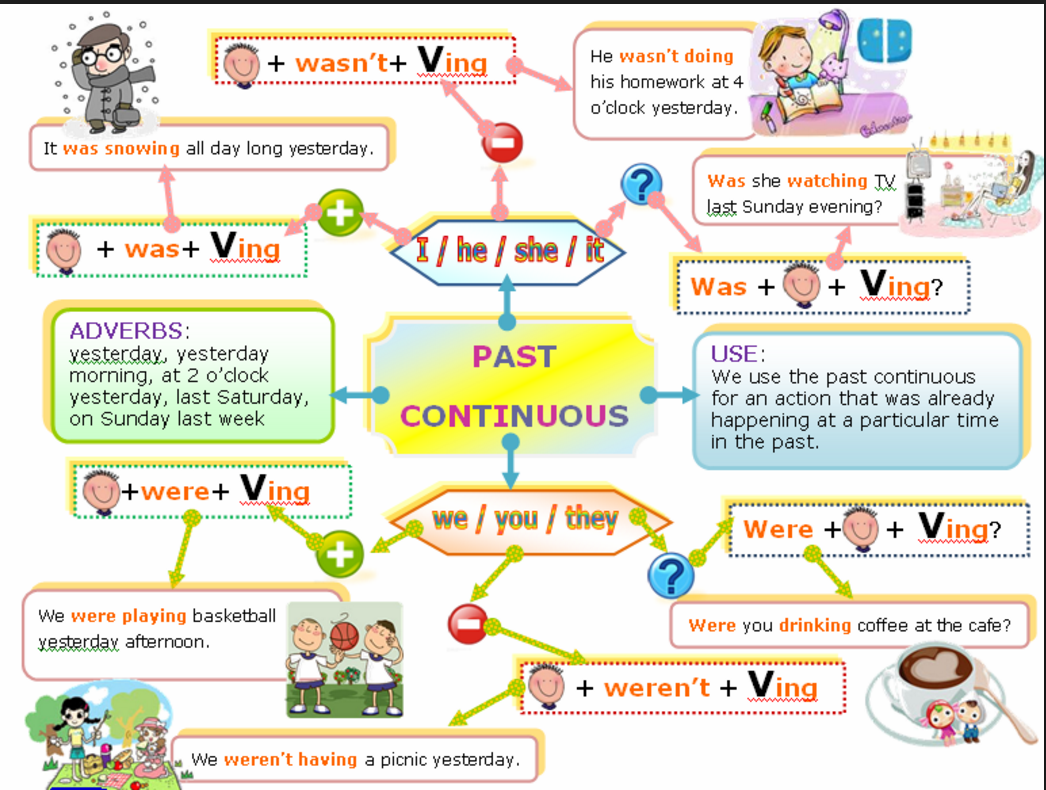 + wasn't+ Ving
He wasn't doing
his homework at 4
o'clock yesterday.
It was snowing all day long yesterday.
Was she watching TV
last Sunday evening?
+ was+ Ving
I / he / she / it
Was + + Ving?
ADVERBS:
yesterday, yesterday
morning, at 2 o'clock
yesterday, last Saturday,
on Sunday last week
PAST
CONTINUOUS
USE:
We use the past continuous
for an action that was already
happening at a particular time
in the past.
+were+ Ving
we / you / they
Were + + Ving?
We were playing basketball
yesterday afternoon.
Were you drinking coffee at the cafe?
+ weren't + Ving
We weren't having a picnic yesterday.